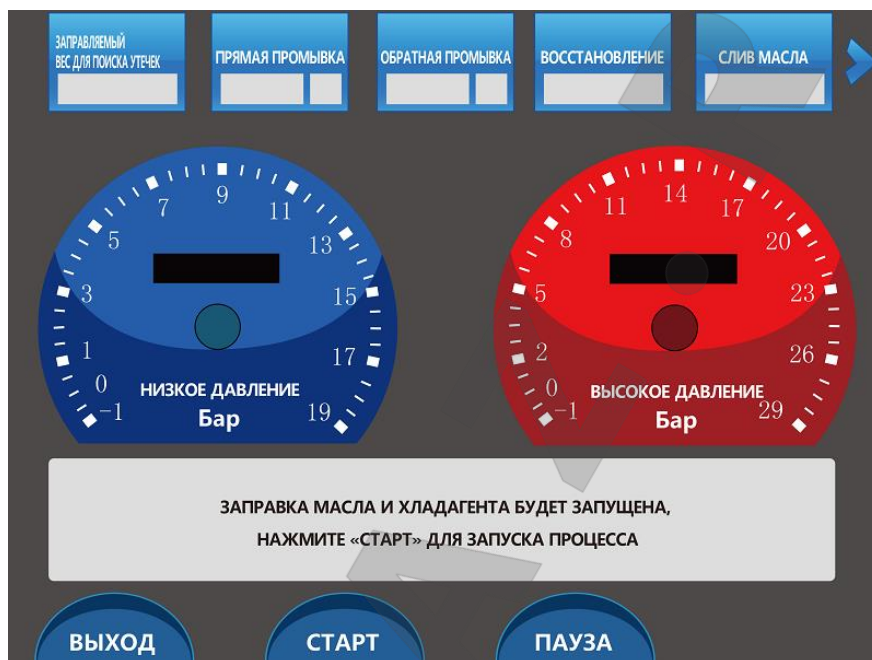 ЗАПРАВЛЯЕМЫЙ
ВЕС ДЛЯ ПОИСКА УТЕЧЕК
ПРЯМАЯ ПРОМЫВКА
ОБРАТНАЯ ПРОМЫВКА
ВОССТАНОВЛЕНИЕ
СЛИВ МАСЛА
-1
0
1
3
5
7
9
11
13
15
17
19
НИЗКОЕ ДАВЛЕНИЕ
Бар
-1
0
2
5
8
11
14
17
20
23
26
29
ВЫСОКОЕ ДАВЛЕНИЕ
Бар
ЗАПРАВКА МАСЛА И ХЛАДАГЕНТА БУДЕТ ЗАПУЩЕНА,
НАЖМИТЕ «СТАРТ» ДЛЯ ЗАПУСКА ПРОЦЕССА
ВЫХОД
СТАРТ
ПАУЗА